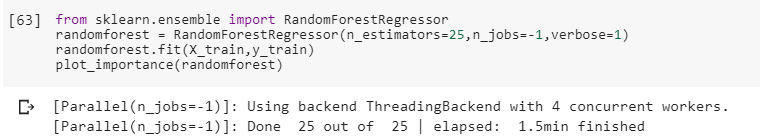 [63] from sklearn.ensemble import RandomForestRegressor
randomforest = RandomForestRegressor(n_estimators=25,n_jobs=-1,verbose=1)
randomforest.fit(X_train,y_train)
plot_importance(randomforest)
[Parallel(n_jobs=-1)]: Using backend ThreadingBackend with 4 concurrent workers.
[Parallel(n_jobs=-1)]: Done  25 out of  25 | elapsed:  1.5min finished